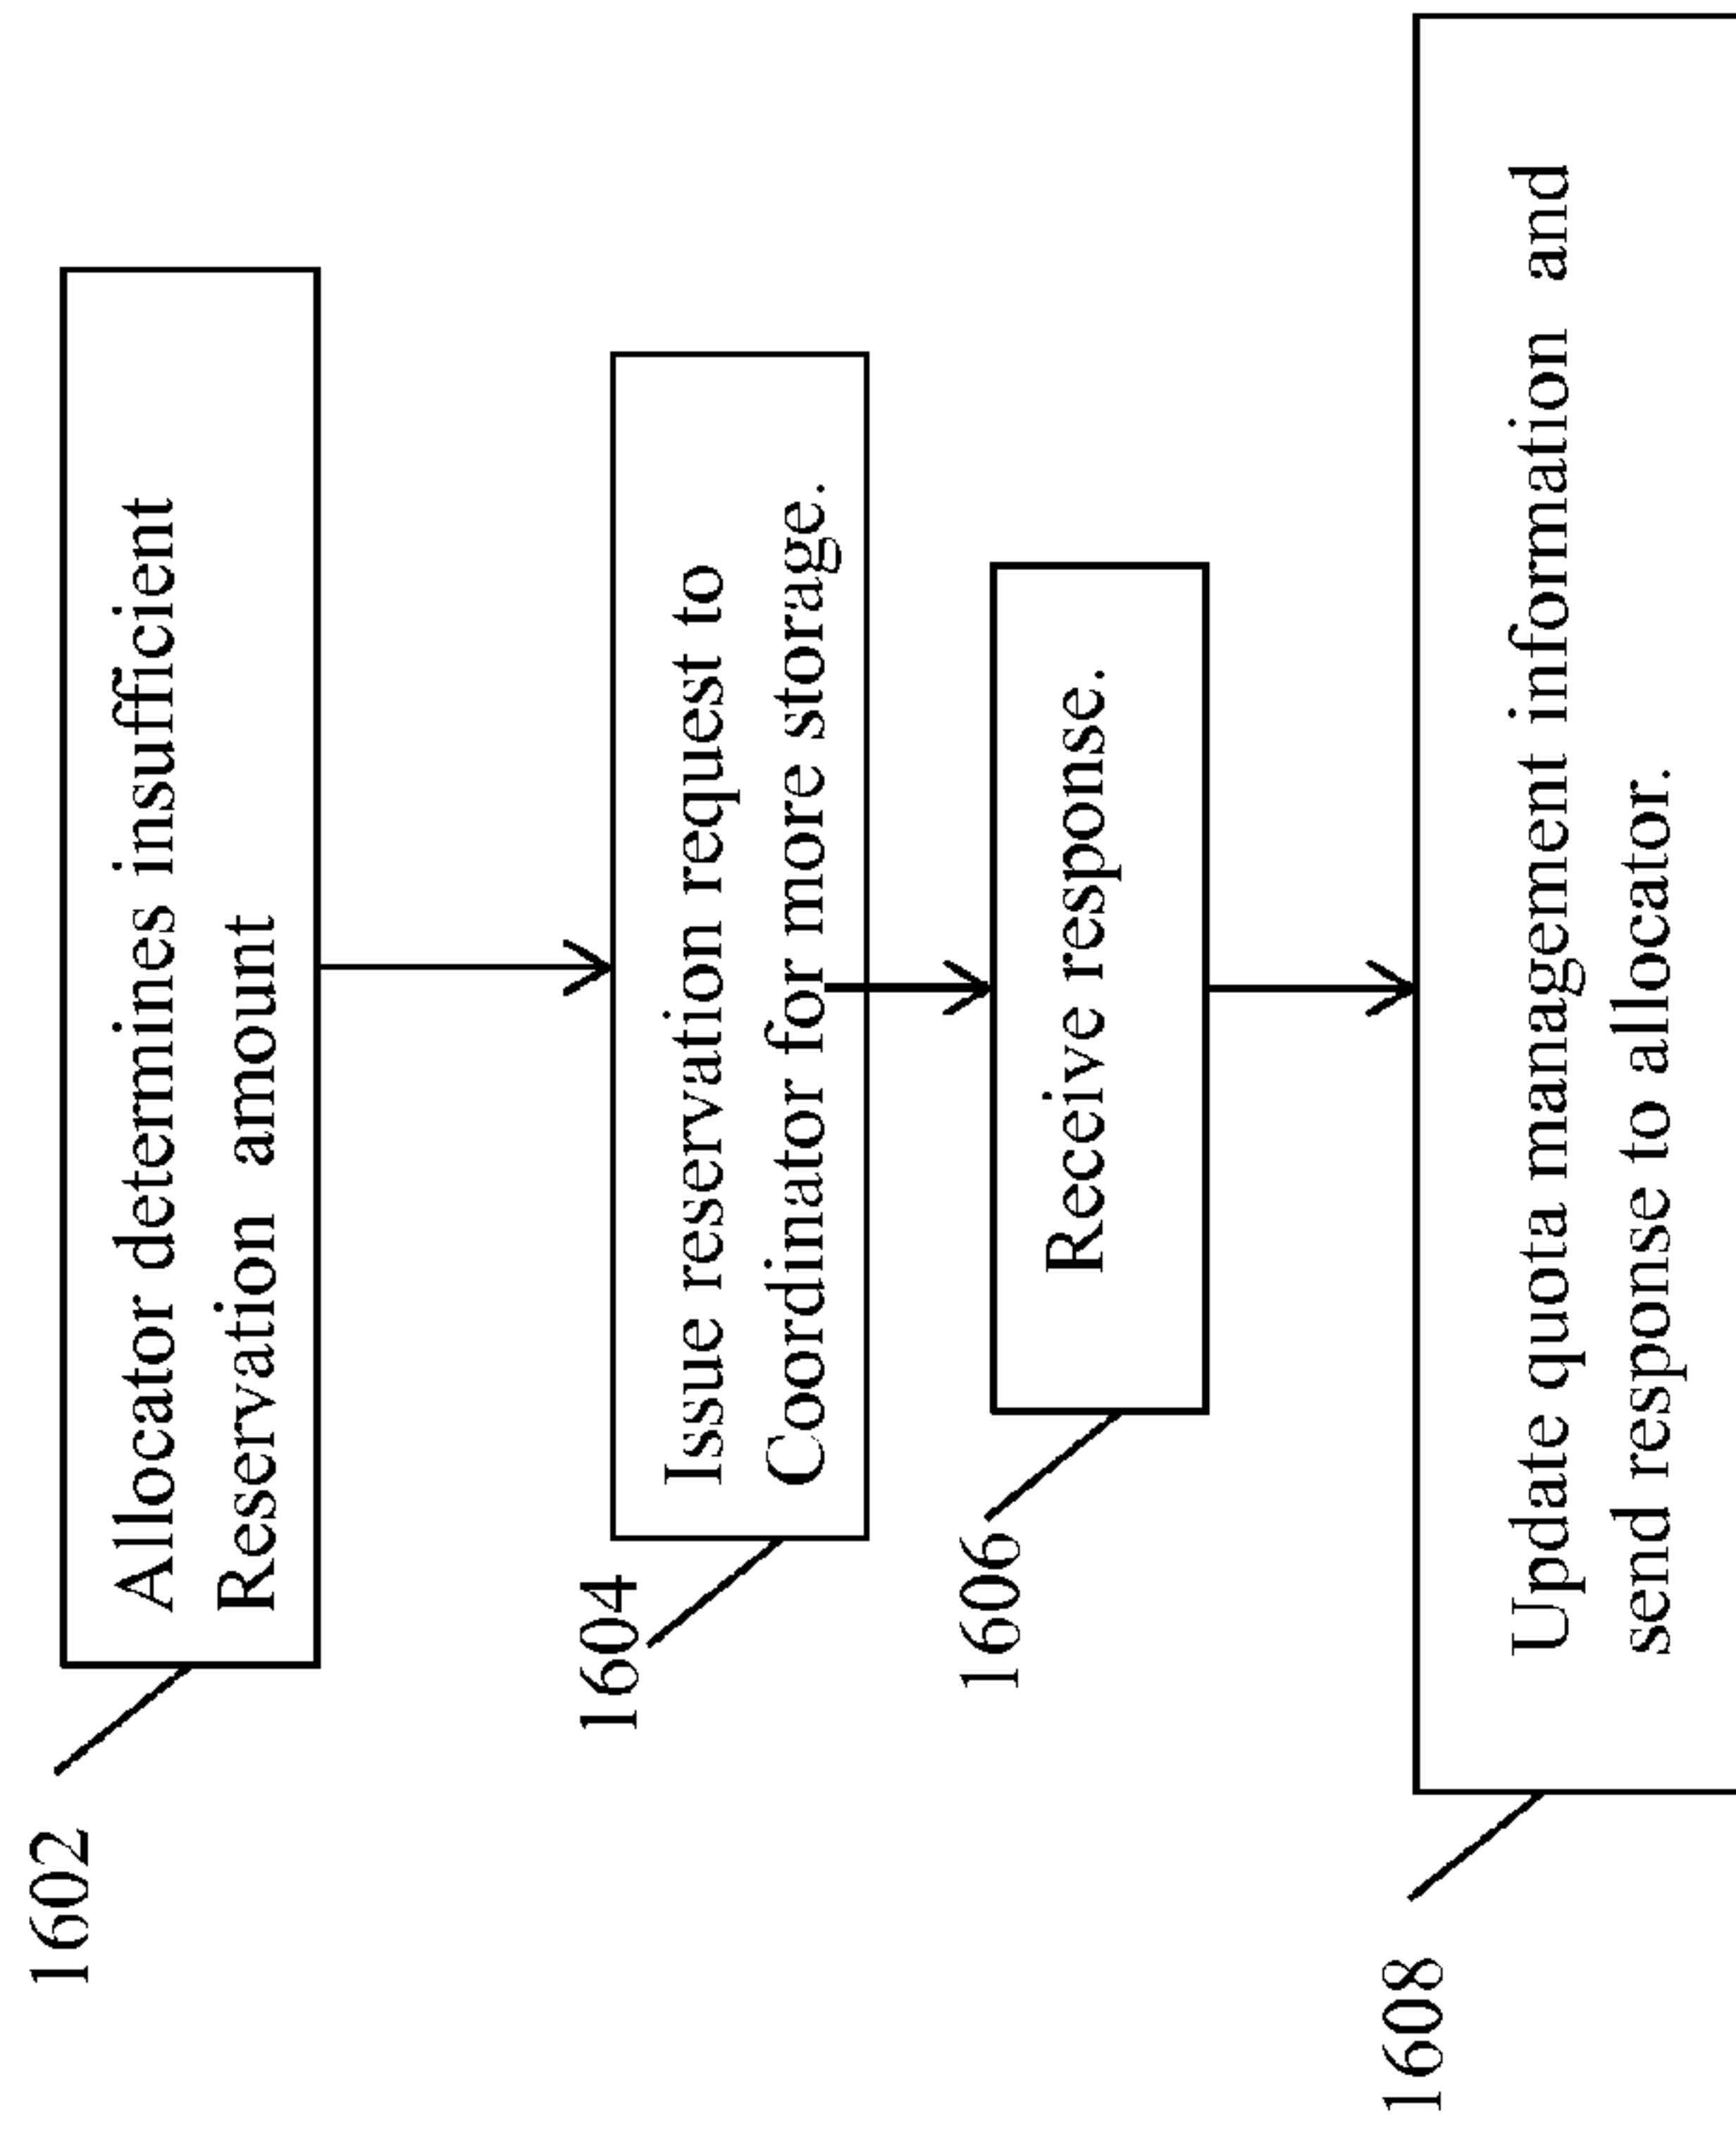 1602
Allocator determines insufficient
Reservation amount
1604
Issue reservation request to
Coordinator for more storage.
1606
Receive response.
1608
Update quota management information and
send response to allocator.